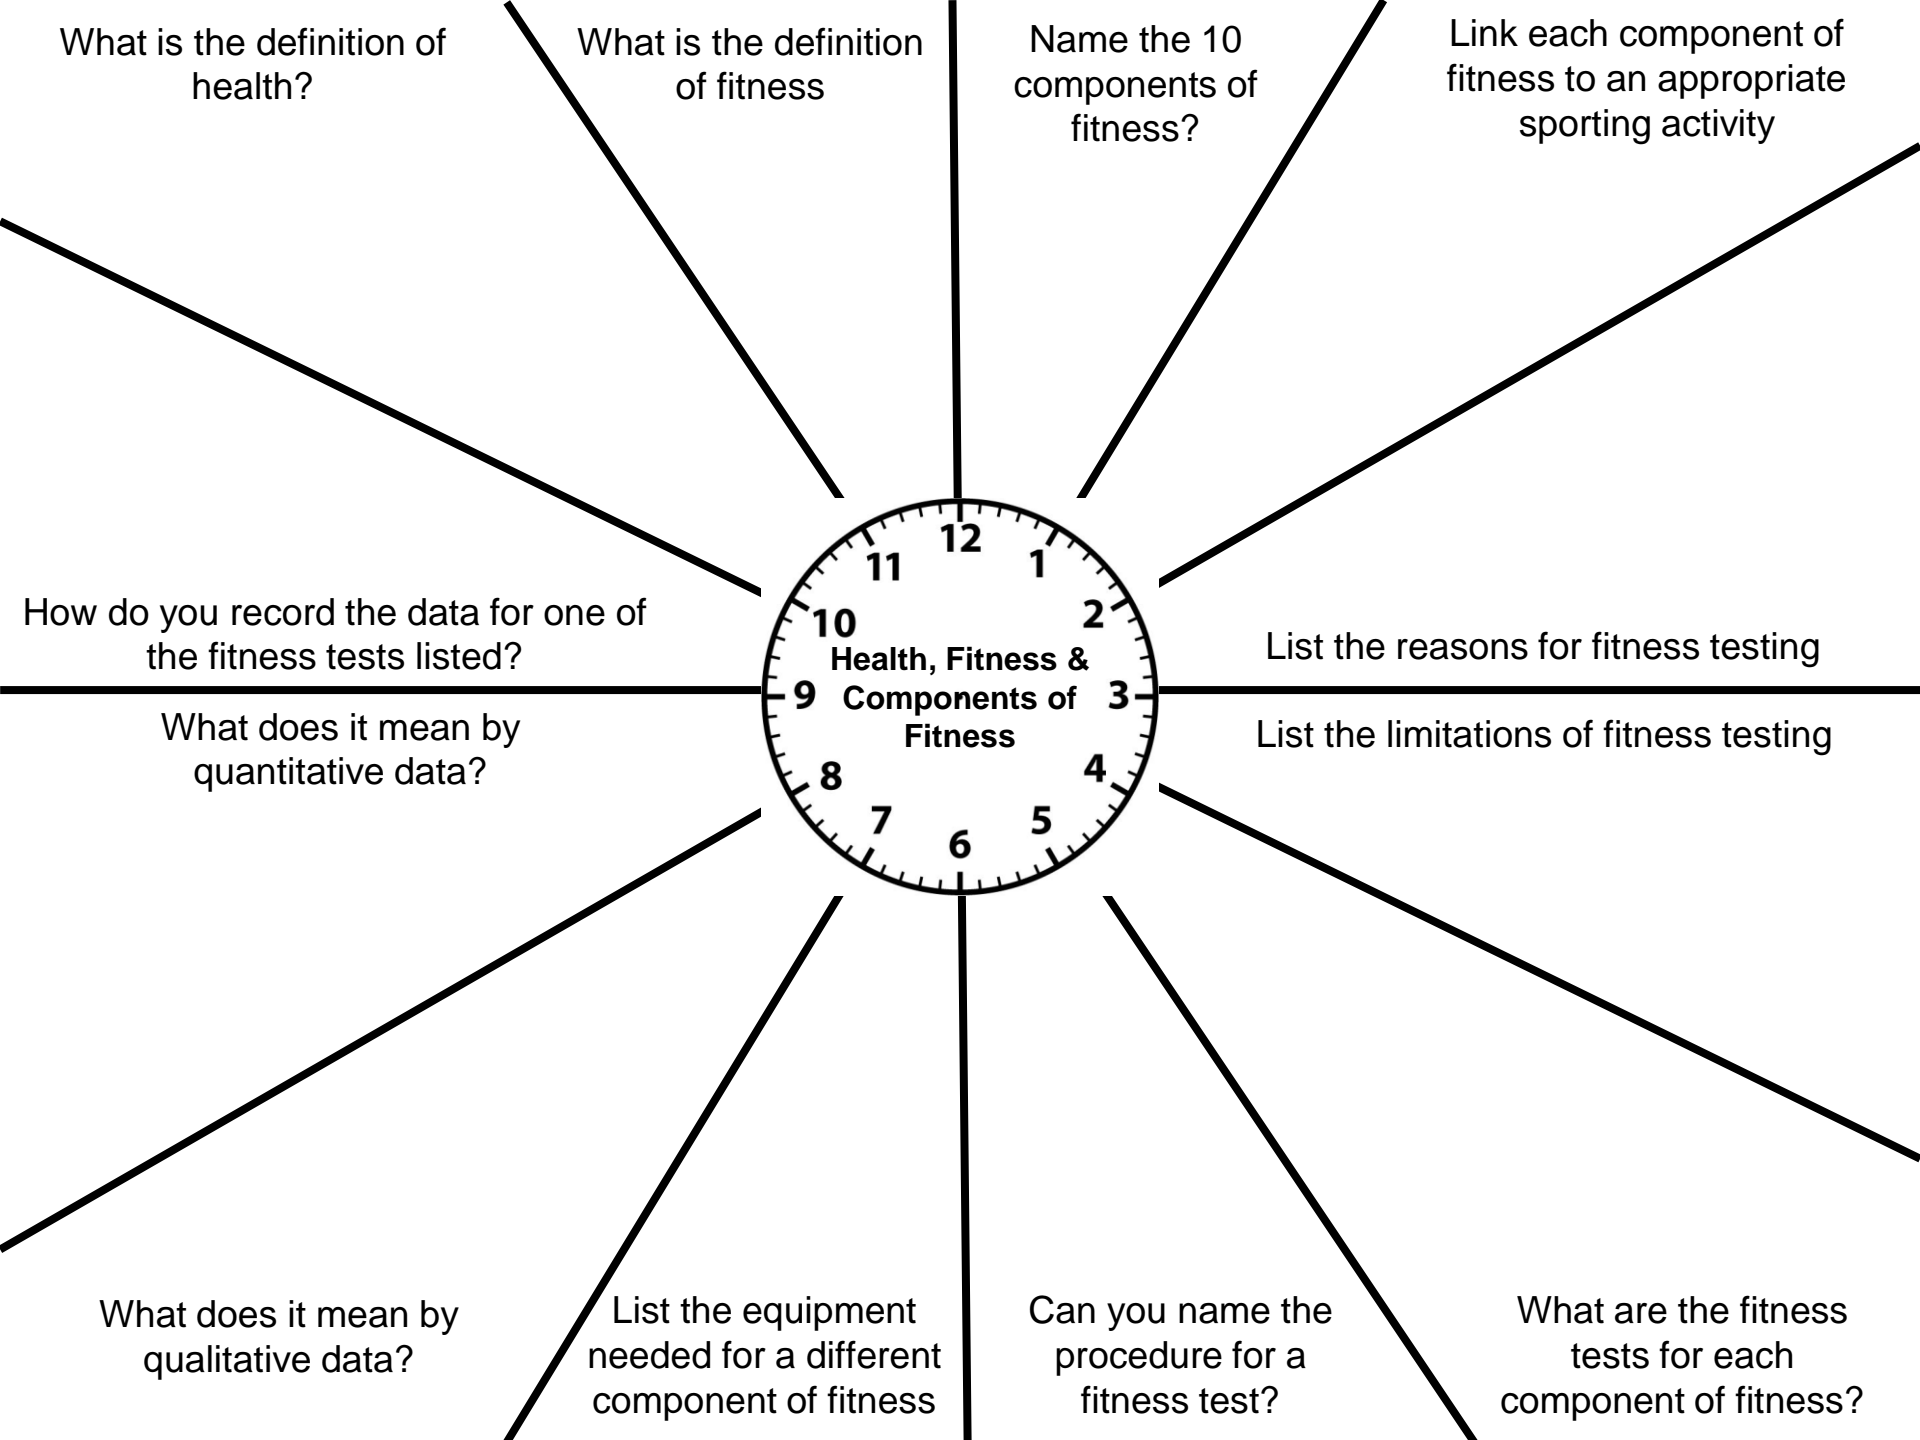 What is the definition of
health?
What is the definition
of fitness
Name the 10
components of
fitness?
Link each component of
fitness to an appropriate
sporting activity
How do you record the data for one of
the fitness tests listed?
List the reasons for fitness testing
12
11
1
10
2
9
3
8
4
7
5
6
Health, Fitness &
Components of
Fitness
What does it mean by
quantitative data?
List the limitations of fitness testing
What does it mean by
qualitative data?
List the equipment
needed for a different
component of fitness
Can you name the
procedure for a
fitness test?
What are the fitness
tests for each
component of fitness?